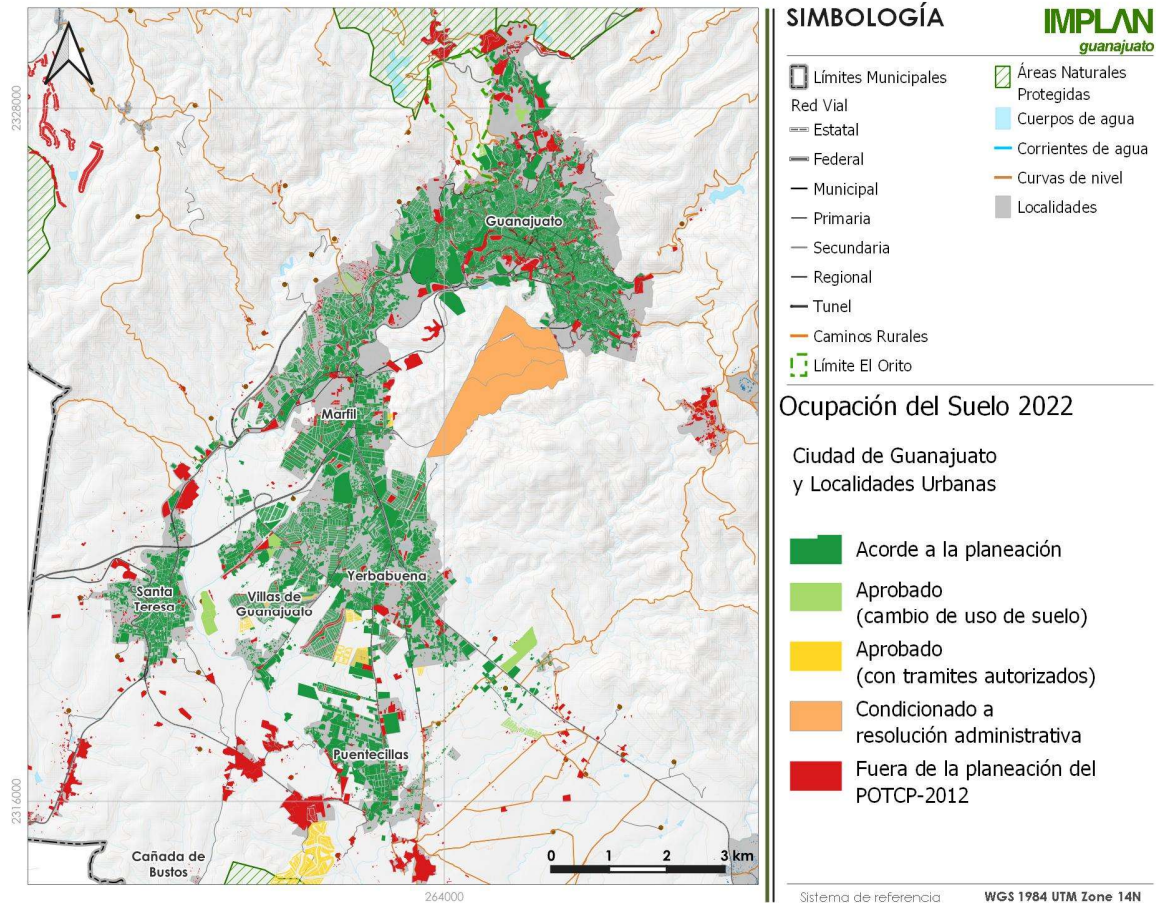 SIMBOLOGÍA
IMPLAN
guanajuato
Límites Municipales
Red Vial
Estatal
Federal
Municipal
Primaria
Secundaria
Regional
Tunel
Caminos Rurales
Límite El Orito
Áreas Naturales
Protegidas
Cuerpos de agua
Corrientes de agua
Curvas de nivel
Localidades
Ocupación del Suelo 2022
Ciudad de Guanajuato
y Localidades Urbanas
Acorde a la planeación
Aprobado
(cambio de uso de suelo)
Aprobado
(con tramites autorizados)
Condicionado a
resolución administrativa
Fuera de la planeación del
POTCP-2012
Sistema de referencia
WGS 1984 UTM Zone 14N
2328000
Guanajuato
Marfil
Yerbabuena
Santa
Teresa
Villas de
Guanajuato
Puentecillas
2316000
Cañada de
Bustos
0 1 2 3 km
264000